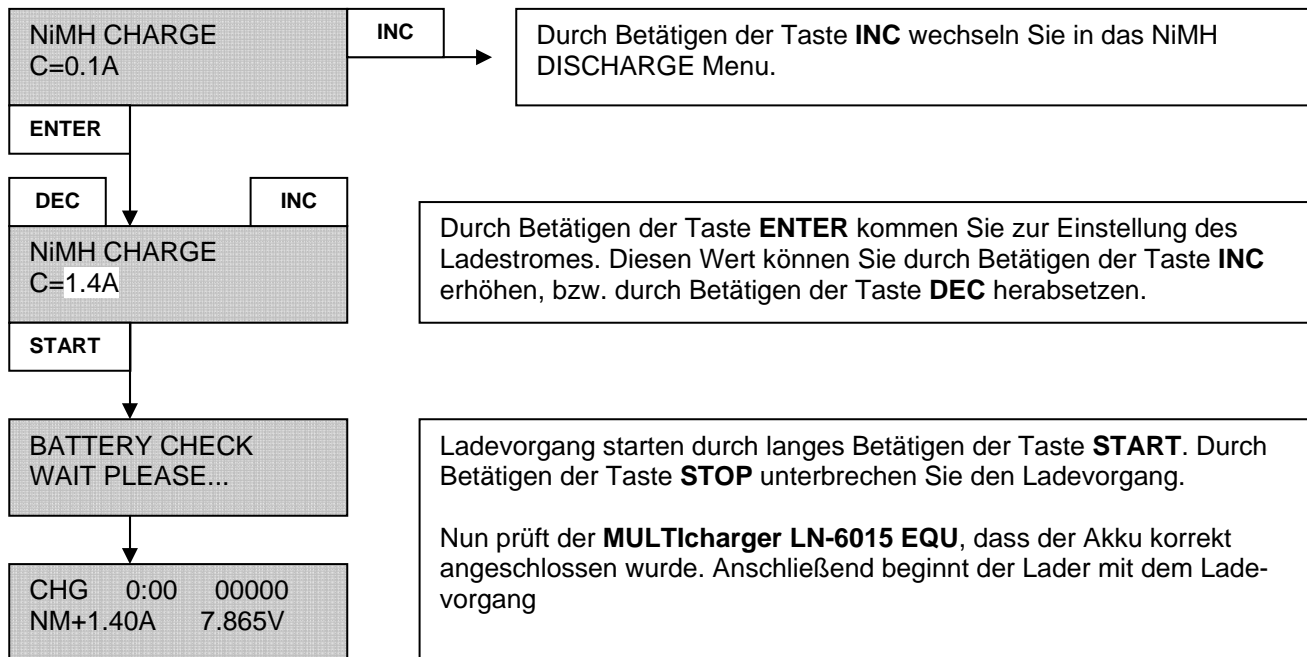 NiMH CHARGE
C=0.1A
INC
Durch Betätigen der Taste INC wechseln Sie in das NiMH
DISCHARGE Menu.
ENTER
DEC
INC
NiMH CHARGE
C=1.4A
Durch Betätigen der Taste ENTER kommen Sie zur Einstellung des
Ladestromes. Diesen Wert können Sie durch Betätigen der Taste INC
erhöhen, bzw. durch Betätigen der Taste DEC herabsetzen.
START
BATTERY CHECK
WAIT PLEASE...
Ladevorgang starten durch langes Betätigen der Taste START. Durch
Betätigen der Taste STOP unterbrechen Sie den Ladevorgang.
Nun prüft der MULTIcharger LN-6015 EQU, dass der Akku korrekt
angeschlossen wurde. Anschließend beginnt der Lader mit dem Lade-
vorgang
CHG 0:00 00000
NM+1.40A 7.865V